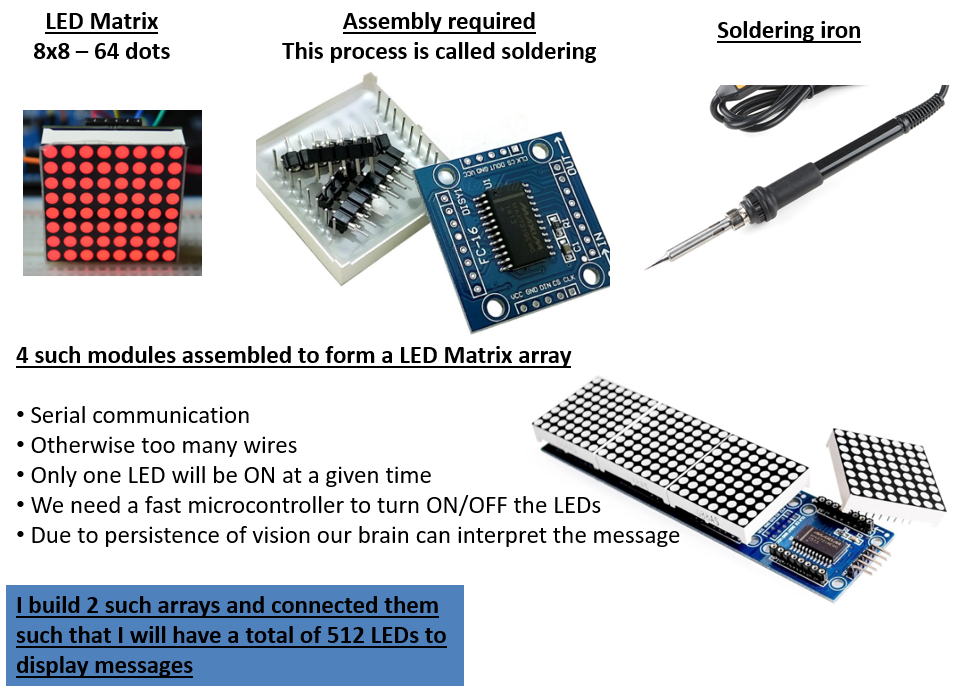 LED Matrix
8x8 – 64 dots
Assembly required
This process is called soldering
Soldering iron
CLK CS DOUT GND VCC
OUT
U1
DISY1
FC-16
R1
C1
IN
VCC GND DIN CS CLK
4 such modules assembled to form a LED Matrix array
• Serial communication
• Otherwise too many wires
• Only one LED will be ON at a given time
• We need a fast microcontroller to turn ON/OFF the LEDs
• Due to persistence of vision our brain can interpret the message
I build 2 such arrays and connected them
such that I will have a total of 512 LEDs to
display messages